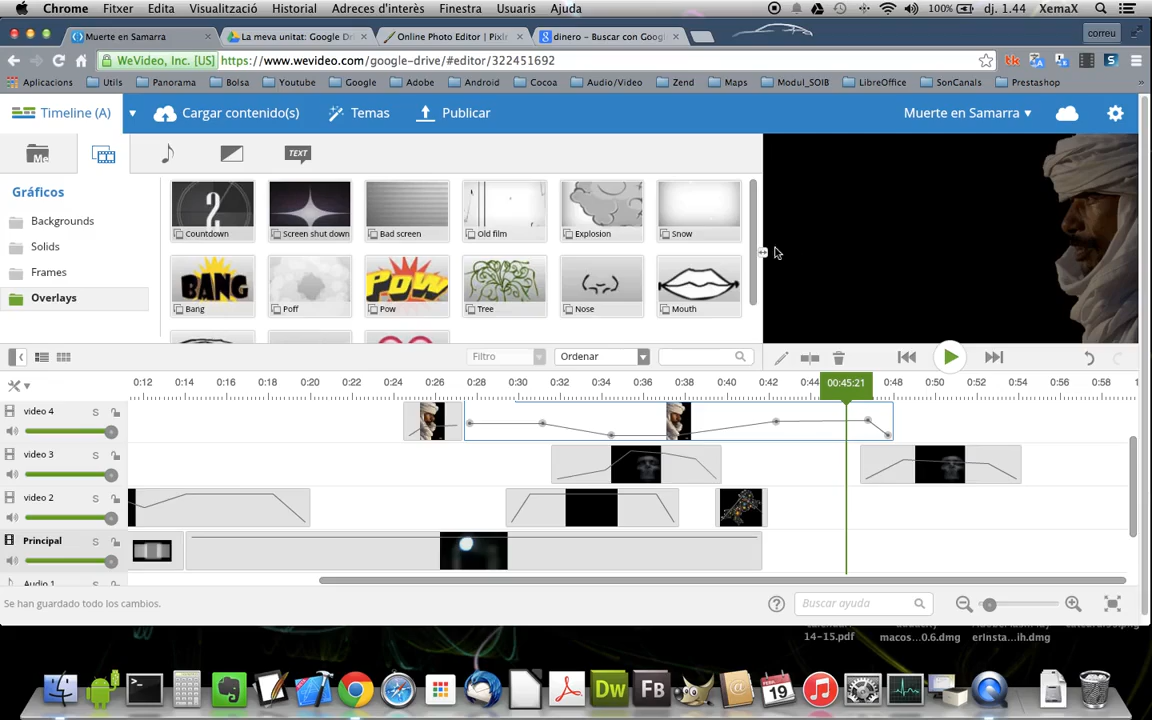 Chrome Fitxer Edita Visualització Historial Adreces d'interès Finestra Usuaris Ajuda 100% dj. 1.44 XemaX
Muerte en Samarra La meva unitat: Google Dr Online Photo Editor | Pixlr dinero – Buscar con Googl correu
WeVideo, Inc. [US] https://www.wevideo.com/google-drive/#editor/322451692
Aplicacions Utils Panorama Bolsa Youtube Google Adobe Android Cocoa Audio/Video Zend Maps Modul_SOIB LibreOffice SonCanals Prestashop »
Timeline (A) Cargar contenido(s) Temas Publicar Muerte en Samarra
Me TEXT
Gráficos
Backgrounds
Solids
Frames
Overlays
Countdown Screen shut down Bad screen Old film Explosion Snow
BANG POW
Bang Poff Pow Tree Nose Mouth
Filtro Ordenar
0:12 0:14 0:16 0:18 0:20 0:22 0:24 0:26 0:28 0:30 0:32 0:34 0:36 0:38 0:40 0:42 0:44 00:45:21 0:48 0:50 0:52 0:54 0:56 0:58
video 4 S
video 3 S
video 2 S
Principal S
Audio 1 S
Se han guardado todo los cambios. Buscar ayuda
14-15.pdf macos...0.6.dmg erInsta...ih.dmg
Dw FB 19